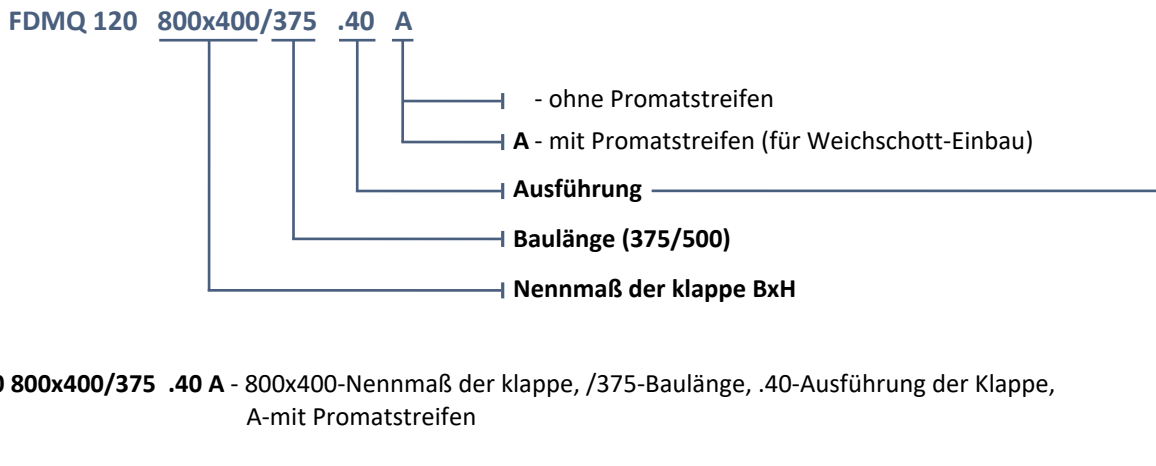 FDMQ 120 800x400/375 .40 A
- ohne Promatstreifen
A - mit Promatstreifen (für Weichschott-Einbau)
Ausführung
Baulänge (375/500)
Nennmaß der klappe BxH
0 800x400/375 .40 A - 800x400-Nennmaß der klappe, /375-Baulänge, .40-Ausführung der Klappe,
A-mit Promatstreifen